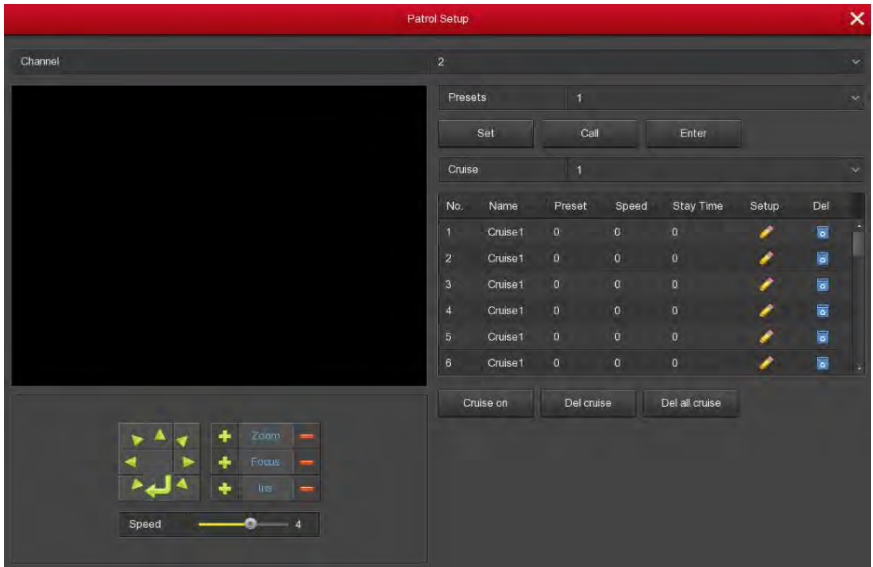 Patrol Setup
Channel 2
Presets 1
Set Call Enter
Cruise 1
No. Name Preset Speed Stay Time Setup Del
1 Cruise1 0 0 0
2 Cruise1 0 0 0
3 Cruise1 0 0 0
4 Cruise1 0 0 0
5 Cruise1 0 0 0
6 Cruise1 0 0 0
Cruise on Del cruise Del all cruise
Zoom
Focus
Iris
Speed 4